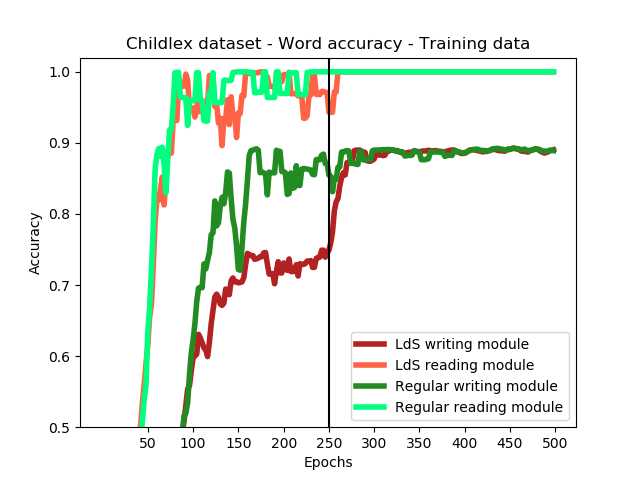 Childlex dataset - Word accuracy - Training data
1.0
0.9
0.8
0.7
0.6
0.5
Accuracy
LdS writing module
LdS reading module
Regular writing module
Regular reading module
50 100 150 200 250 300 350 400 450 500
Epochs